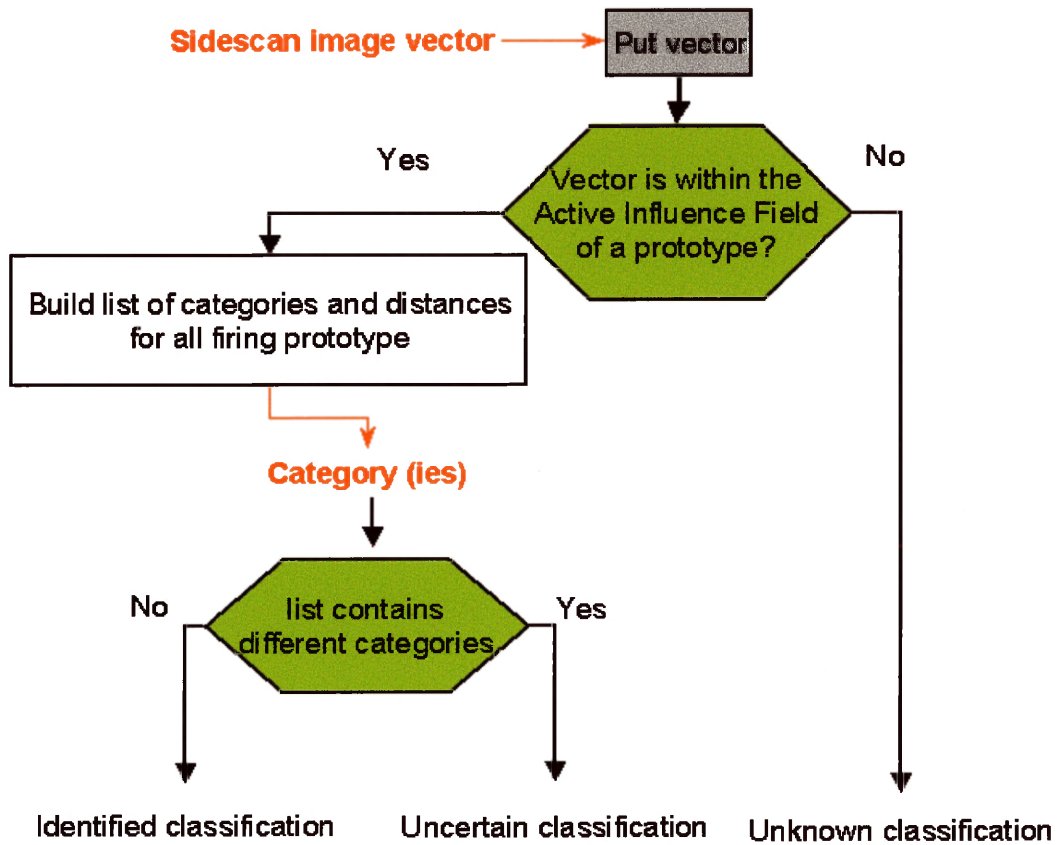 Sidescan image vector
Put vector
Yes
No
Vector is within the
Active Influence Field
of a prototype?
Build list of categories and distances
for all firing prototype
Category (ies)
No
list contains
different categories
Yes
Identified classification
Uncertain classification
Unknown classification